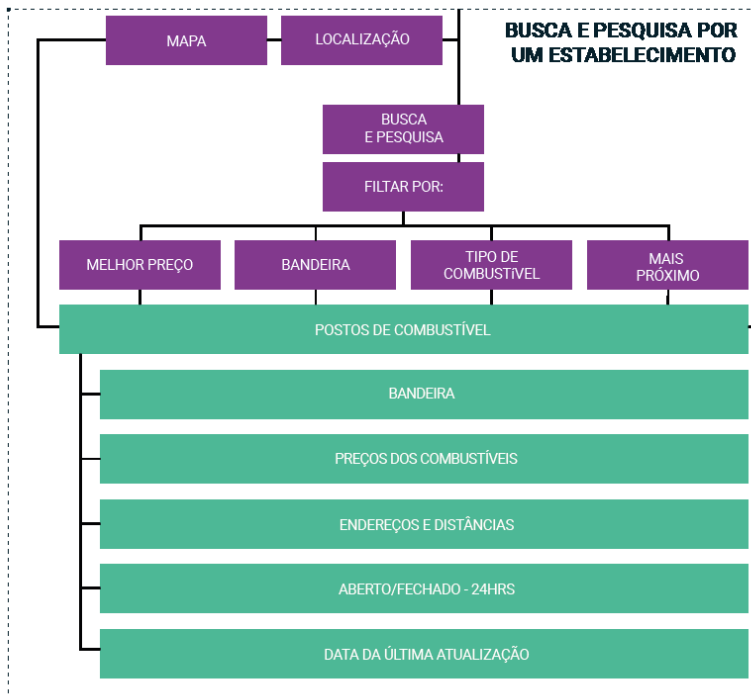 BUSCA E PESQUISA POR
UM ESTABELECIMENTO
MAPA
LOCALIZAÇÃO
BUSCA
E PESQUISA
FILTAR POR:
MELHOR PREÇO
BANDEIRA
TIPO DE
COMBUSTíVEL
MAIS
PRÓXIMO
POSTOS DE COMBUSTÍVEL
BANDEIRA
PREÇOS DOS COMBUSTÍVEIS
ENDEREÇOS E DISTÂNCIAS
ABERTO/FECHADO - 24HRS
DATA DA ÚLTIMA ATUALIZAÇÃO